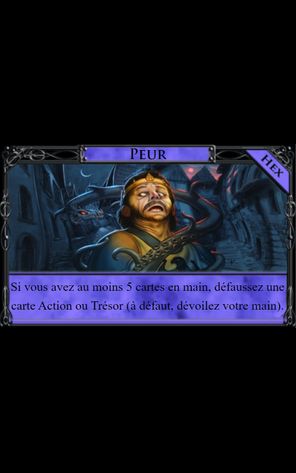 PEUR
HEX
Si vous avez au moins 5 cartes en main, défaussez une
carte Action ou Trésor (à défaut, dévoilez votre main).